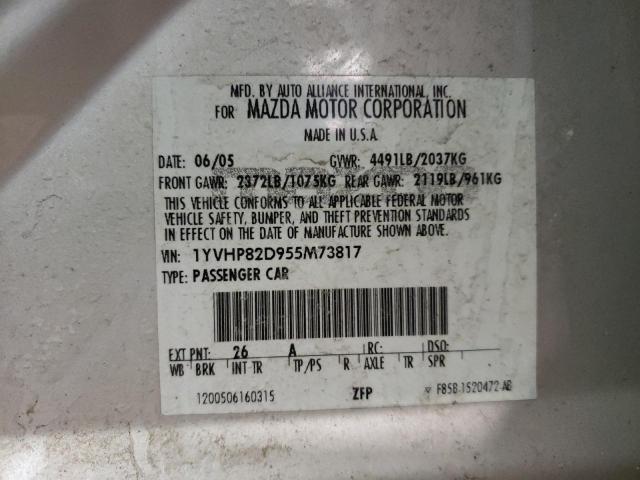 MFD. BY AUTO ALLIANCE INTERNATIONAL, INC.
FOR MAZDA MOTOR CORPORATION
MADE IN U.S.A.
DATE: 06/05 GVWR: 4491LB/2037KG
FRONT GAWR: 2372LB/1075KG REAR GAWR: 2119LB/961KG
THIS VEHICLE CONFORMS TO ALL APPLICABLE FEDERAL MOTOR
VEHICLE SAFETY, BUMPER, AND THEFT PREVENTION STANDARDS
IN EFFECT ON THE DATE OF MANUFACTURE SHOWN ABOVE.
VIN: 1YVHP82D955M73817
TYPE: PASSENGER CAR
EXT PNT: 26 A RC: DSO:
WB BRK INT TR TP/PS R AXLE TR SPR
1200506160315 ZFP F85B-1520472-AB